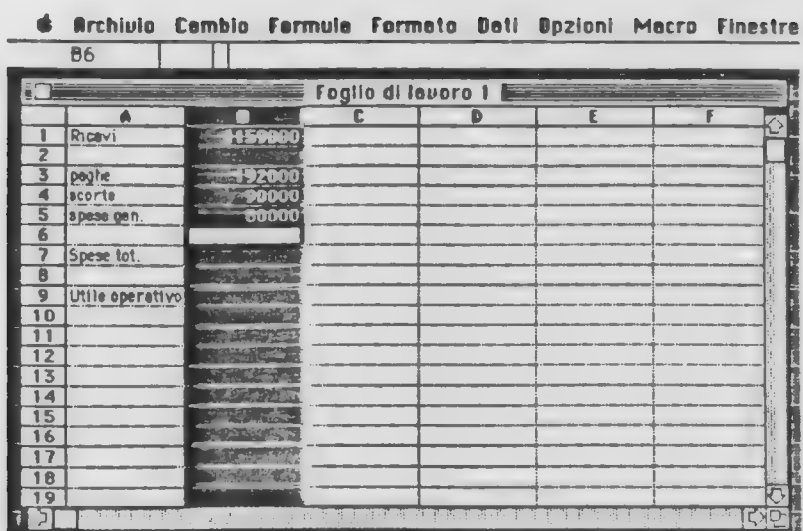 Archivio Cambio Formule Formato Dati Opzioni Macro Finestre
B6
Foglio di lavoro 1
A C D E F
1 Ricavi
2
3 paghe
4 scorte 90000
5 spese gen.
6
7 Spese tot.
8
9 Utile operativo
10
11
12
13
14
15
16
17
18
19